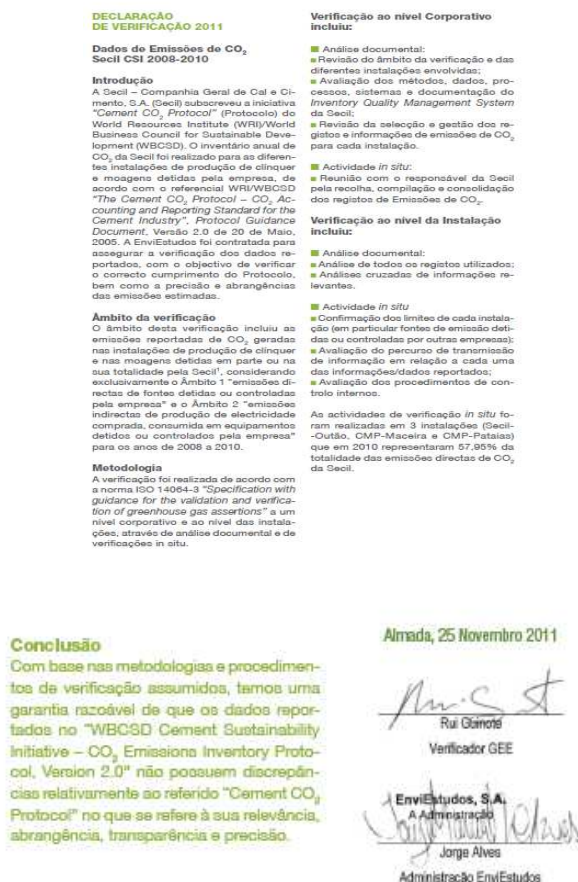 DECLARAÇÃO
DE VERIFICAÇÃO 2011
Dados de Emissões de CO₂
Secil CSI 2008-2010
Introdução
A Secil – Companhia Geral de Cal e Ci-
mento, S.A. (Secil) subscreveu a iniciativa
"Cement CO₂ Protocol" (Protocolo) do
World Resources Institute (WRI)/World
Business Council for Sustainable Deve-
lopment (WBCSD). O inventário anual de
CO₂ da Secil foi realizado para as diferen-
tes instalações de produção de clínquer
e moagens detidas pela empresa, de
acordo com o referencial WRI/WBCSD
"The Cement CO₂ Protocol – CO₂ Ac-
counting and Reporting Standard for the
Cement Industry", Protocol Guidance
Document, Versão 2.0 de 20 de Maio,
2005. A EnviEstudos foi contratada para
assegurar a verificação dos dados re-
portados, com o objectivo de verificar
o correcto cumprimento do Protocolo,
bem como a precisão e abrangências
das emissões estimadas.
Âmbito da verificação
O âmbito desta verificação incluiu as
emissões reportadas de CO₂ geradas
nas instalações de produção de clínquer
e nas moagens detidas em parte ou na
sua totalidade pela Secil¹, considerando
exclusivamente o Âmbito 1 "emissões di-
rectas de fontes detidas ou controladas
pela empresa" e o Âmbito 2 "emissões
indirectas de produção de electricidade
comprada, consumida em equipamentos
detidos ou controlados pela empresa"
para os anos de 2008 a 2010.
Metodologia
A verificação foi realizada de acordo com
a norma ISO 14064-3 "Specification with
guidance for the validation and verifica-
tion of greenhouse gas assertions" a um
nível corporativo e ao nível das instala-
ções, através de análise documental e de
verificações in situ.
Verificação ao nível Corporativo
incluiu:
Análise documental:
Revisão do âmbito da verificação e das
diferentes instalações envolvidas;
Avaliação dos métodos, dados, pro-
cessos, sistemas e documentação do
Inventory Quality Management System
da Secil;
Revisão da selecção e gestão dos re-
gistos e informações de emissões de CO₂
para cada instalação.
Actividade in situ:
Reunião com o responsável da Secil
pela recolha, compilação e consolidação
dos registos de Emissões de CO₂.
Verificação ao nível da Instalação
incluiu:
Análise documental:
Análise de todos os registos utilizados;
Análises cruzadas de informações re-
levantes.
Actividade in situ
Confirmação dos limites de cada instala-
ção (em particular fontes de emissão deti-
das ou controladas por outras empresas);
Avaliação do percurso de transmissão
de informação em relação a cada uma
das informações/dados reportados;
Avaliação dos procedimentos de con-
trolo internos.
As actividades de verificação in situ fo-
ram realizadas em 3 instalações (Secil-
-Outão, CMP-Maceira e CMP-Pataias)
que em 2010 representaram 57,95% da
totalidade das emissões directas de CO₂
da Secil.
Conclusão
Com base nas metodologias e procedimen-
tos de verificação assumidos, temos uma
garantia razoável de que os dados repor-
tados no "WBCSD Cement Sustainability
Initiative – CO₂ Emissions Inventory Proto-
col, Version 2.0" não possuem discrepân-
cias relativamente ao referido "Cement CO₂
Protocol" no que se refere à sua relevância,
abrangência, transparência e precisão.
Almada, 25 Novembro 2011
Rui Guinote
Verificador GEE
EnviEstudos, S.A.
A Administração
Jorge Alves
Administração EnviEstudos